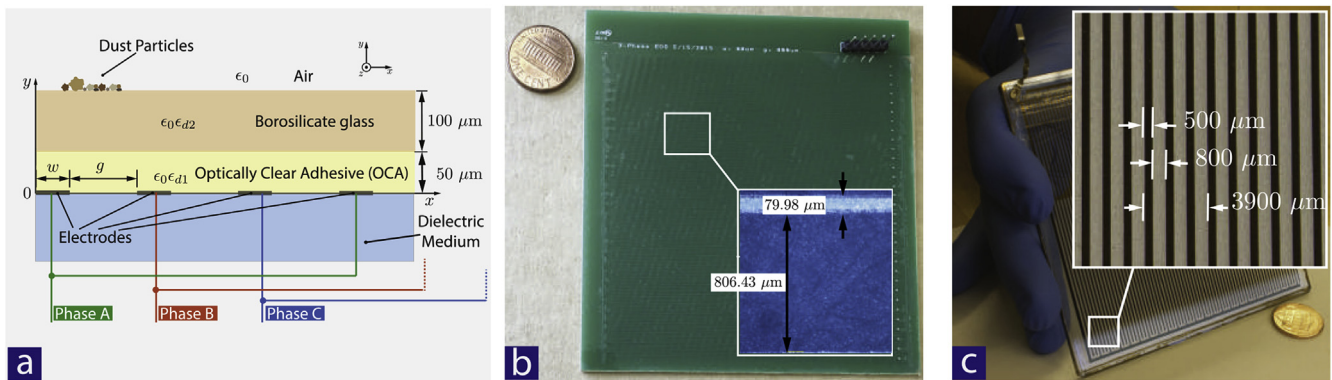 Dust Particles
y
z
x
ϵ0
Air
y
ϵ0ϵd2
Borosilicate glass
100 μm
w
g
ϵ0ϵd1
Optically Clear Adhesive (OCA)
50 μm
0
x
Electrodes
Dielectric
Medium
Phase A
Phase B
Phase C
a
ONE CENT
79.98 μm
806.43 μm
b
500 μm
800 μm
3900 μm
c